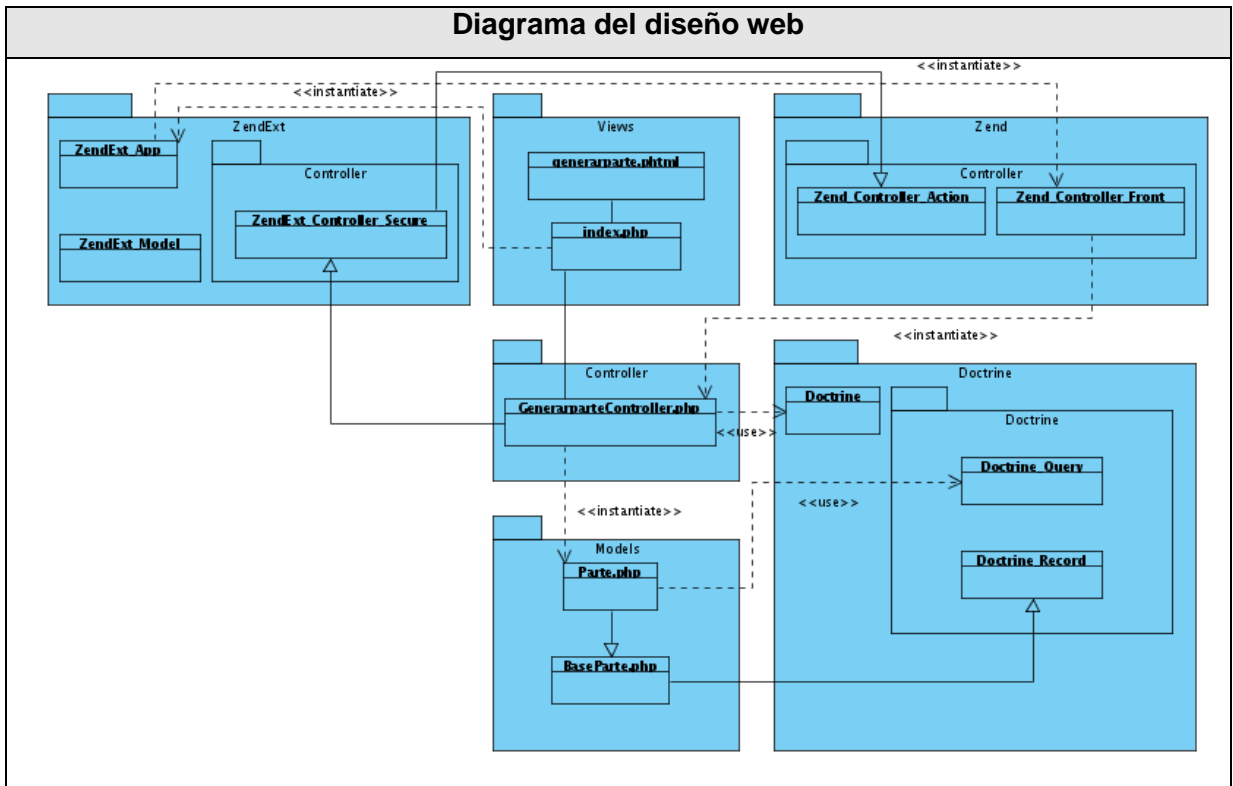 Diagrama del diseño web
<<instantiate>>
<<instantiate>>
ZendExt
ZendExt_App
Controller
ZendExt_Controller_Secure
ZendExt_Model
Views
generarparte.phtml
index.php
Zend
Controller
Zend_Controller_Action
Zend_Controller_Front
<<instantiate>>
Controller
GenerarparteController.php
<<use>>
Doctrine
Doctrine
Doctrine
Doctrine_Query
<<use>>
Doctrine_Record
<<instantiate>>
Models
Parte.php
BaseParte.php